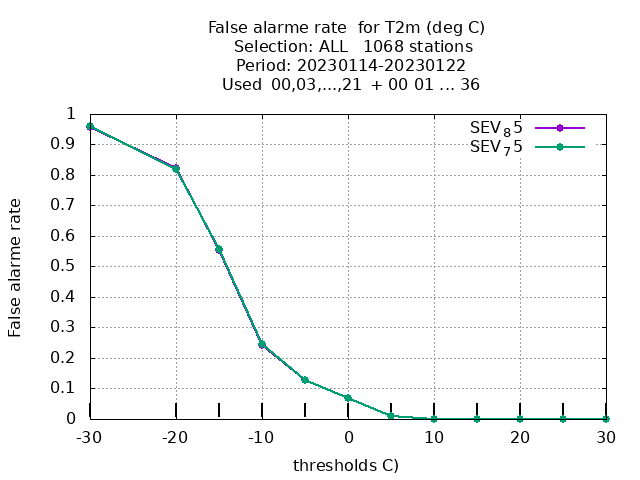 False alarme rate  for T2m (deg C)
Selection: ALL   1068 stations
Period: 20230114-20230122
Used  00,03,...,21  + 00 01 ... 36
SEV₈5
SEV₇5
False alarme rate
1
0.9
0.8
0.7
0.6
0.5
0.4
0.3
0.2
0.1
0
-30 -20 -10 0 10 20 30
thresholds C)